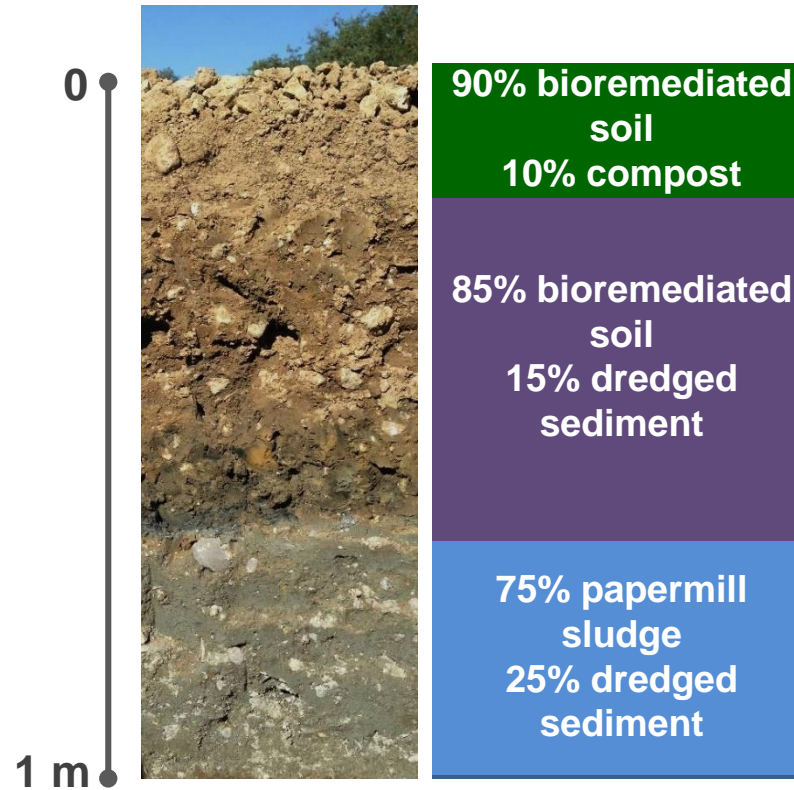 0
90% bioremediated
soil
10% compost
85% bioremediated
soil
15% dredged
sediment
75% papermill
sludge
25% dredged
sediment
1 m